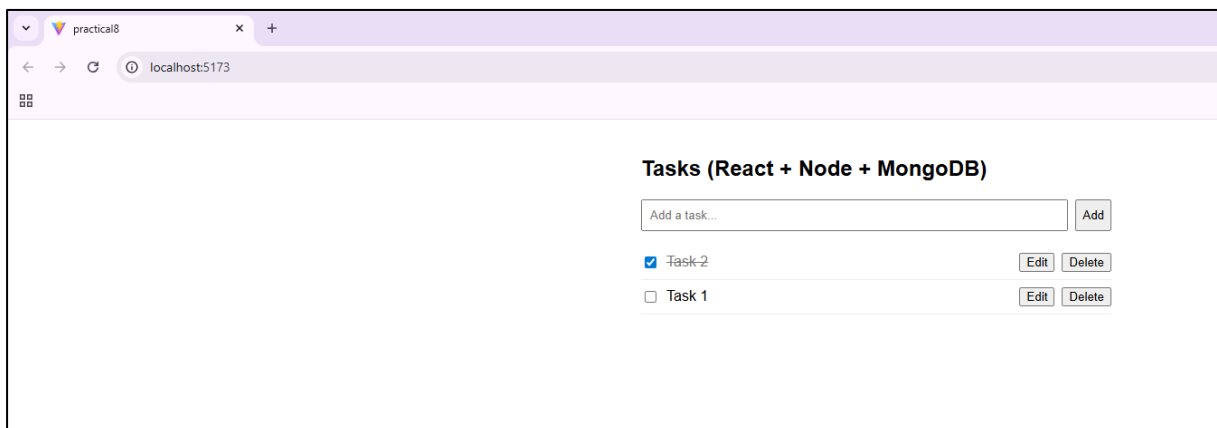 practical8
localhost:5173
Tasks (React + Node + MongoDB)
Add a task... Add
Task 2 Edit Delete
Task 1 Edit Delete